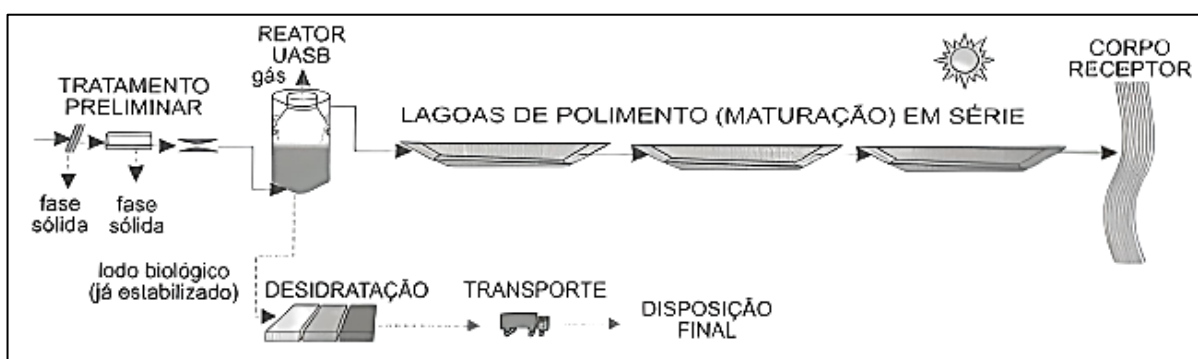 REATOR
UASB
gás
TRATAMENTO
PRELIMINAR
LAGOAS DE POLIMENTO (MATURAÇÃO) EM SÉRIE
CORPO
RECEPTOR
fase
sólida
fase
sólida
lodo biológico
(já estabilizado)
DESIDRATAÇÃO
TRANSPORTE
DISPOSIÇÃO
FINAL